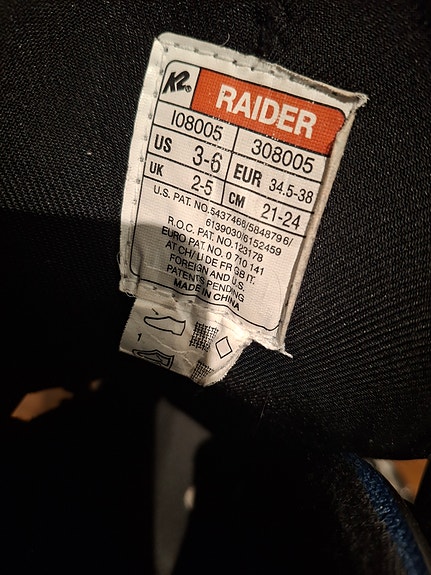 K2® RAIDER
I08005 308005
US 3-6 EUR 34.5-38
UK 2-5 CM 21-24
U.S. PAT. NO.5437466/5848796/
6139030/6152459
R.O.C. PAT. NO.123178
EURO PAT. NO. 0 710 141
AT CH/ LI DE FR GB IT.
FOREIGN AND U.S.
PATENTS PENDING
MADE IN CHINA
1